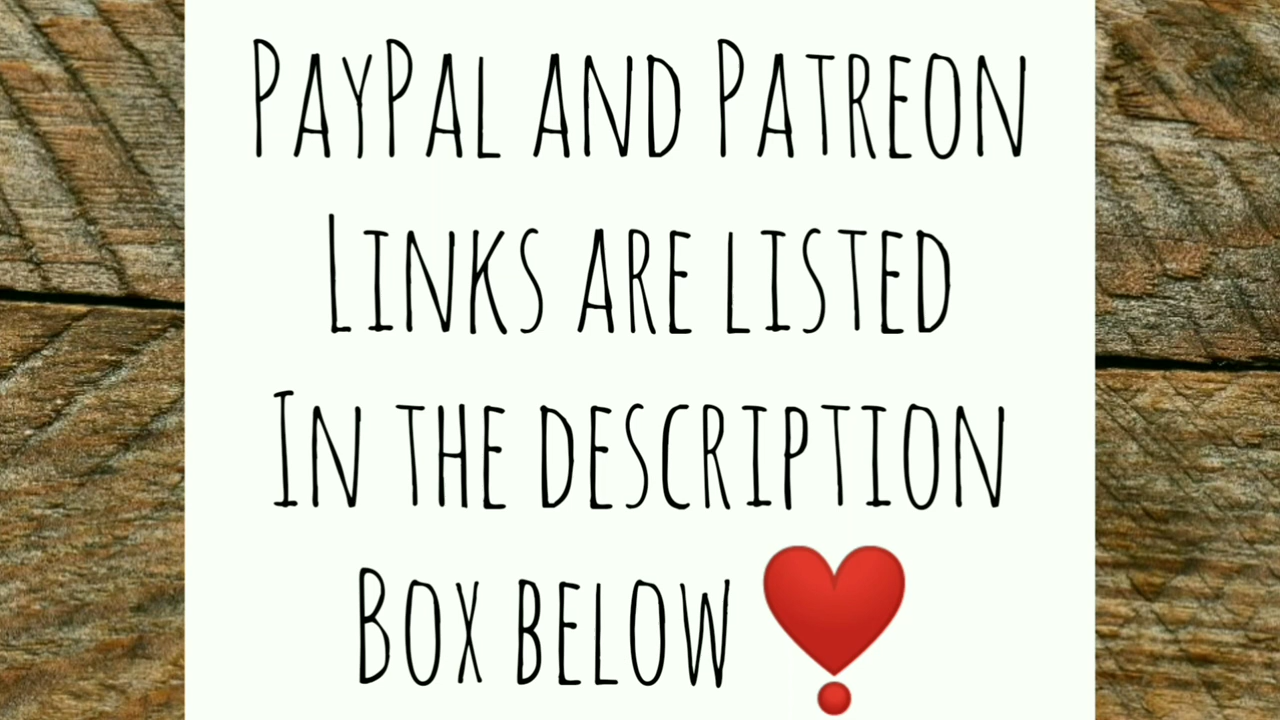 PayPal and Patreon
Links are listed
In the description
Box below ❣️